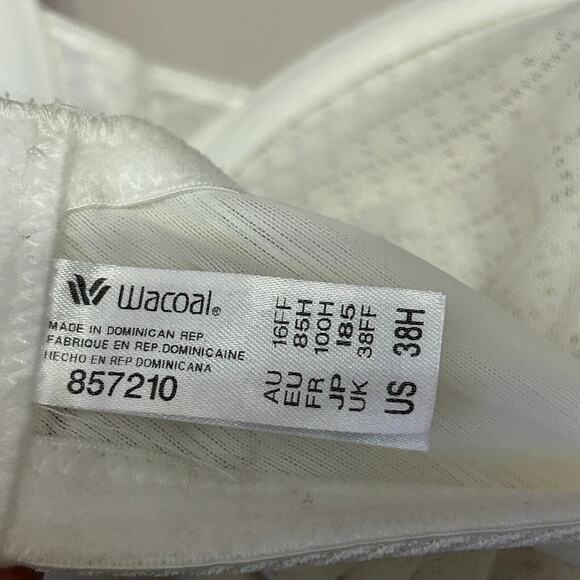 Wacoal®
MADE IN DOMINICAN REP.
FABRIQUE EN REP.DOMINICAINE
HECHO EN REP.DOMINICANA
857210
AU 16FF
EU 85H
FR 100H
JP I85
UK 38FF
US 38H